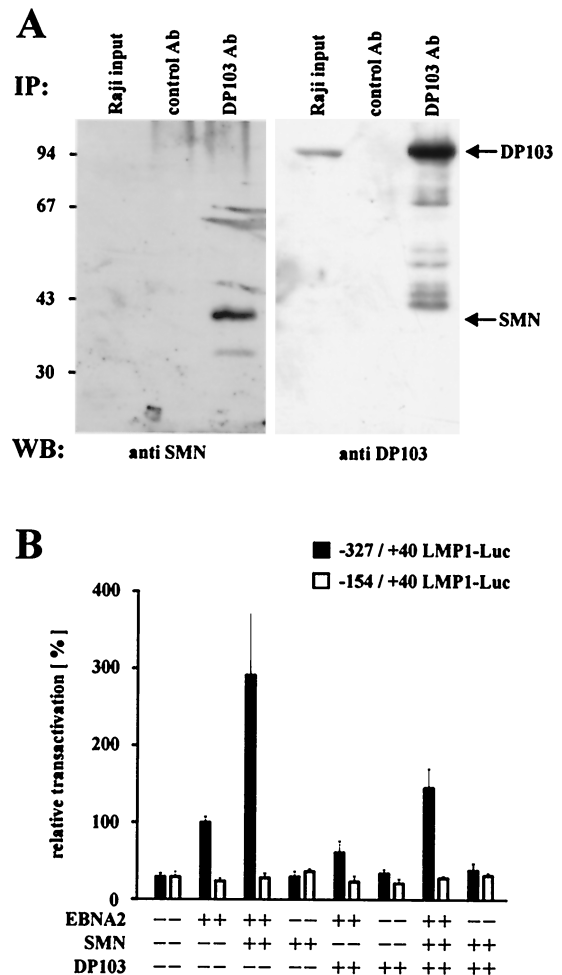 A
IP:
Raji input
control Ab
DP103 Ab
Raji input
control Ab
DP103 Ab
94
67
43
30
DP103
SMN
WB:
anti SMN
anti DP103
B
-327 / +40 LMP1-Luc
-154 / +40 LMP1-Luc
relative transactivation [ % ]
400
300
200
100
0
EBNA2 -- ++ ++ -- ++ -- ++ --
SMN -- -- ++ ++ -- -- ++ ++
DP103 -- -- -- -- ++ ++ ++ ++